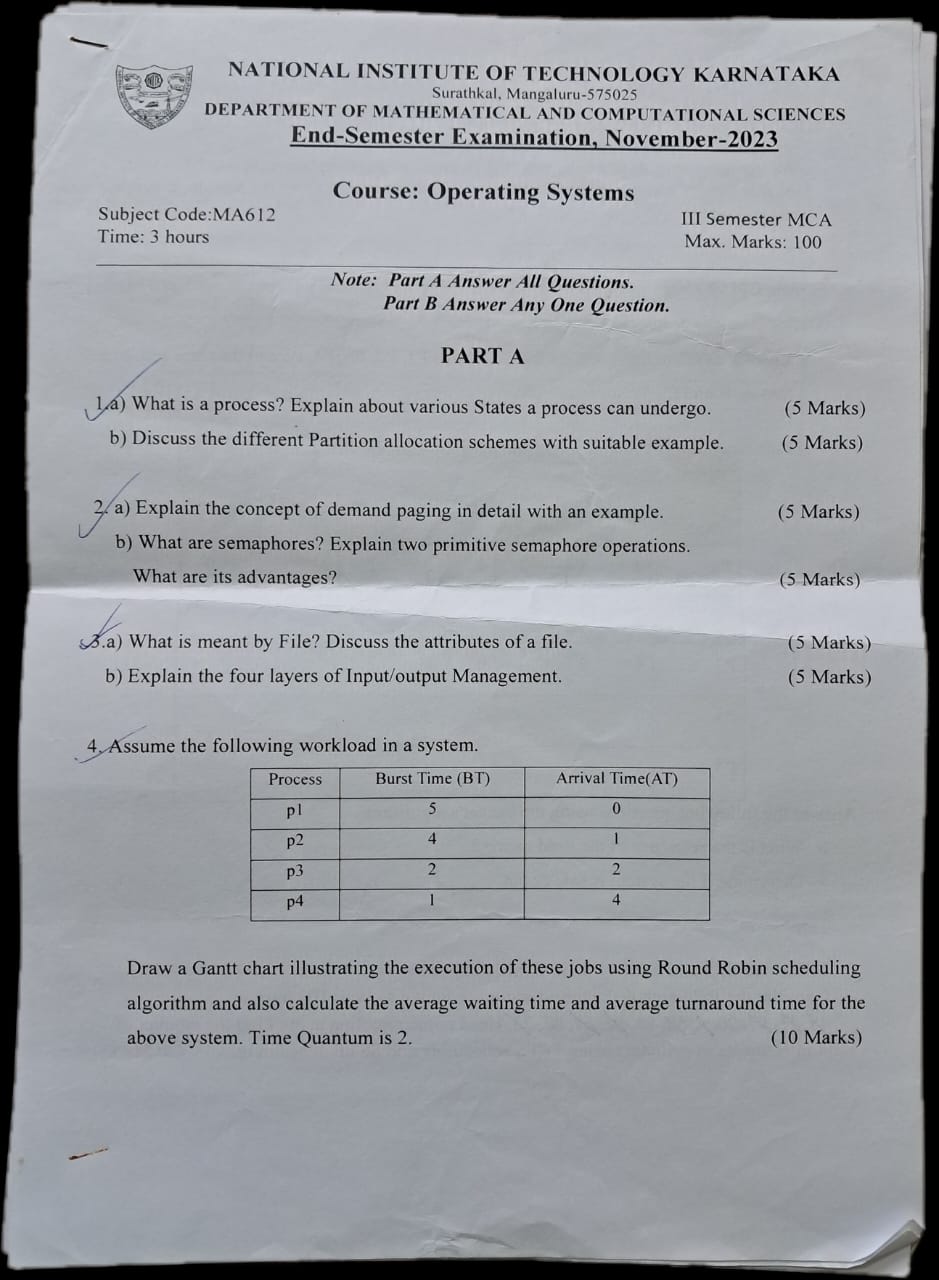 NATIONAL INSTITUTE OF TECHNOLOGY KARNATAKA
Surathkal, Mangaluru-575025
DEPARTMENT OF MATHEMATICAL AND COMPUTATIONAL SCIENCES
End-Semester Examination, November-2023
Course: Operating Systems
Subject Code:MA612
III Semester MCA
Time: 3 hours
Max. Marks: 100
Note: Part A Answer All Questions.
Part B Answer Any One Question.
PART A
1.a) What is a process? Explain about various States a process can undergo. (5 Marks)
b) Discuss the different Partition allocation schemes with suitable example. (5 Marks)
2. a) Explain the concept of demand paging in detail with an example. (5 Marks)
b) What are semaphores? Explain two primitive semaphore operations.
What are its advantages? (5 Marks)
3.a) What is meant by File? Discuss the attributes of a file. (5 Marks)
b) Explain the four layers of Input/output Management. (5 Marks)
4. Assume the following workload in a system.
Process Burst Time (BT) Arrival Time(AT)
p1 5 0
p2 4 1
p3 2 2
p4 1 4
Draw a Gantt chart illustrating the execution of these jobs using Round Robin scheduling
algorithm and also calculate the average waiting time and average turnaround time for the
above system. Time Quantum is 2. (10 Marks)